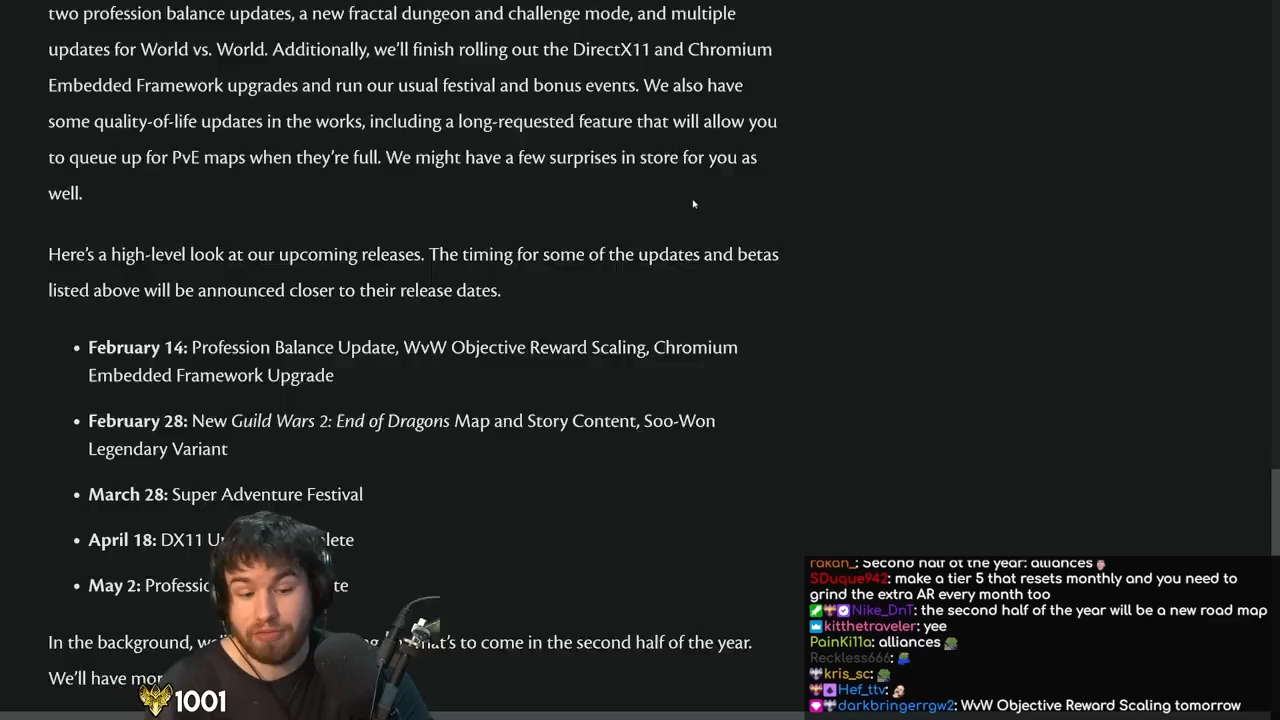 two profession balance updates, a new fractal dungeon and challenge mode, and multiple
updates for World vs. World. Additionally, we'll finish rolling out the DirectX11 and Chromium
Embedded Framework upgrades and run our usual festival and bonus events. We also have
some quality-of-life updates in the works, including a long-requested feature that will allow you
to queue up for PvE maps when they're full. We might have a few surprises in store for you as
well.
Here's a high-level look at our upcoming releases. The timing for some of the updates and betas
listed above will be announced closer to their release dates.
• February 14: Profession Balance Update, WvW Objective Reward Scaling, Chromium
Embedded Framework Upgrade
• February 28: New Guild Wars 2: End of Dragons Map and Story Content, Soo-Won
Legendary Variant
• March 28: Super Adventure Festival
• April 18: DX11
• May 2:
In the background, what's to come in the second half of the year.
We'll have
1001
rakan_: Second half of the year: alliances
SDuque942: make a tier 5 that resets monthly and you need to
grind the extra AR every month too
Nike_DnT: the second half of the year will be a new road map
kitthetraveler: yee
PainKi11a: alliances
Reckless666:
kris_sc:
Hef_ttv:
darkbringerrgw2: WvW Objective Reward Scaling tomorrow